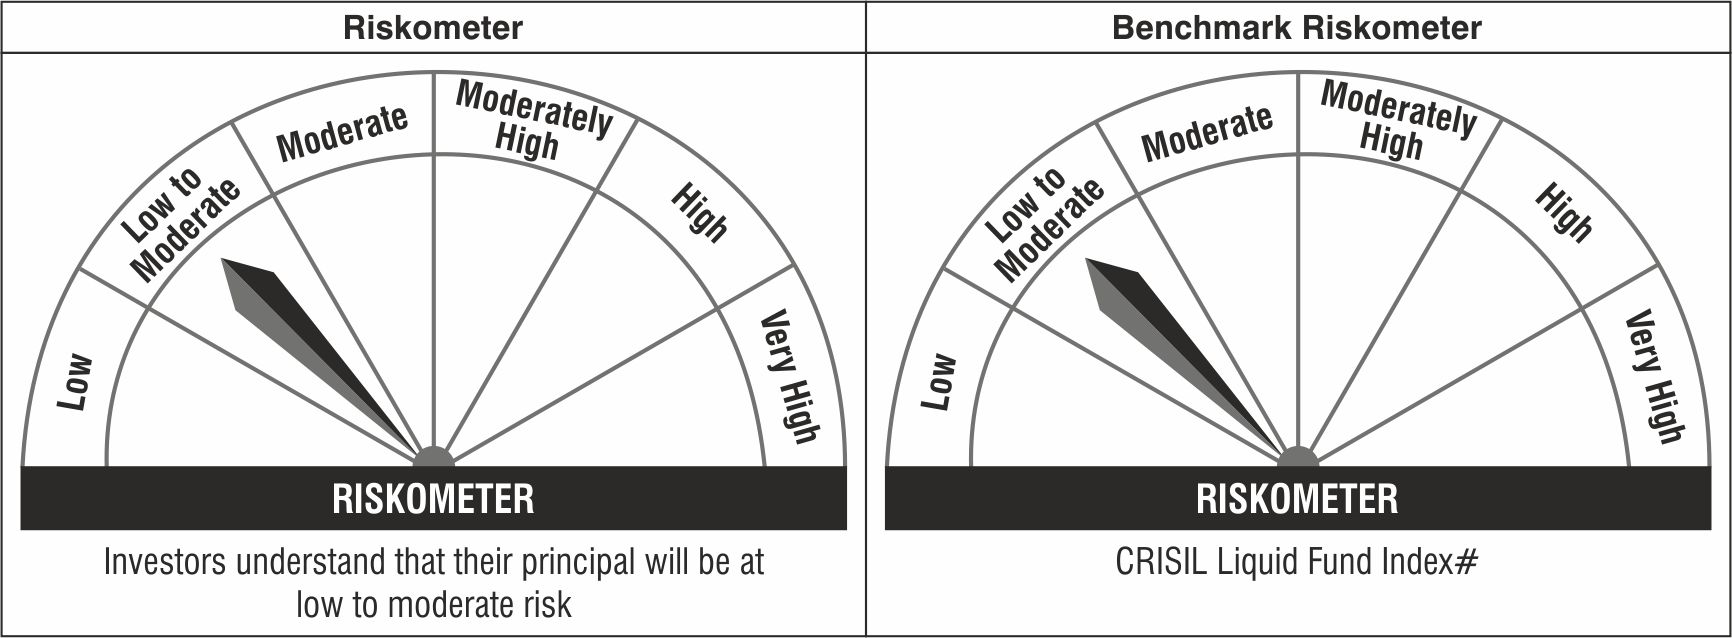 Riskometer
Low
Low to
Moderate
Moderate
Moderately
High
High
Very High
RISKOMETER
Investors understand that their principal will be at
low to moderate risk
Benchmark Riskometer
Low
Low to
Moderate
Moderate
Moderately
High
High
Very High
RISKOMETER
CRISIL Liquid Fund Index#